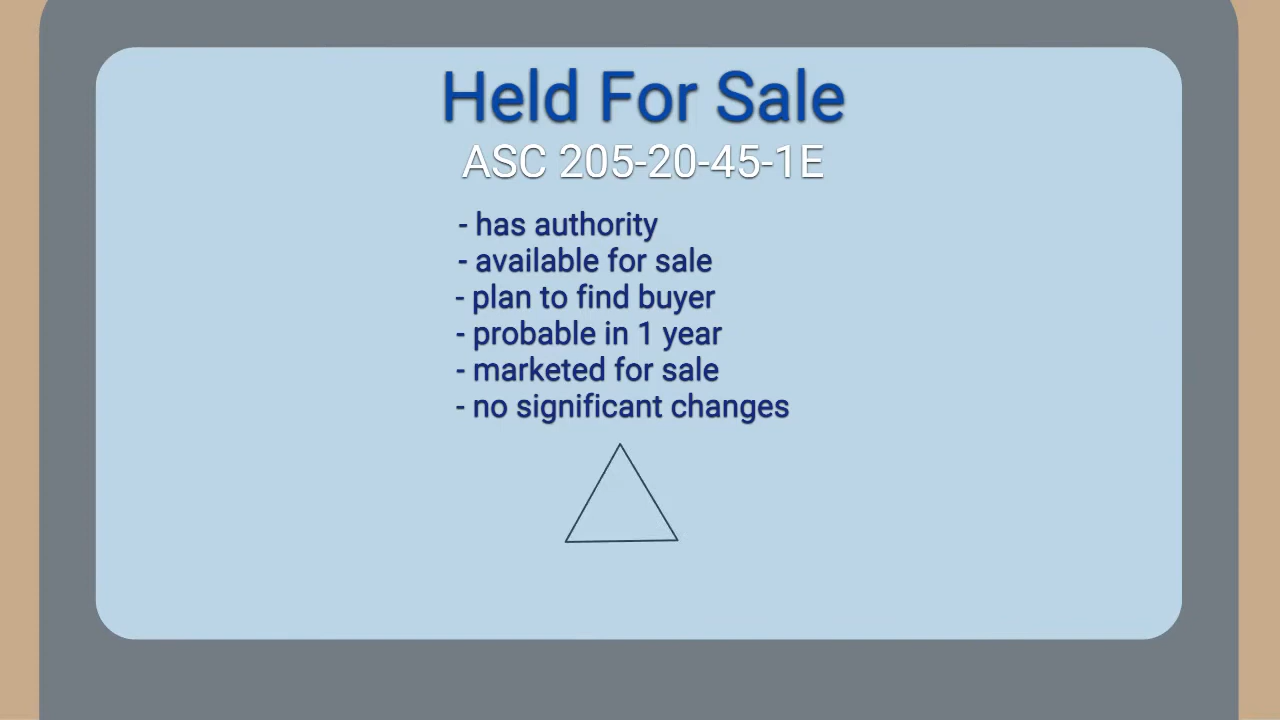 Held For Sale
ASC 205-20-45-1E
- has authority
- available for sale
- plan to find buyer
- probable in 1 year
- marketed for sale
- no significant changes